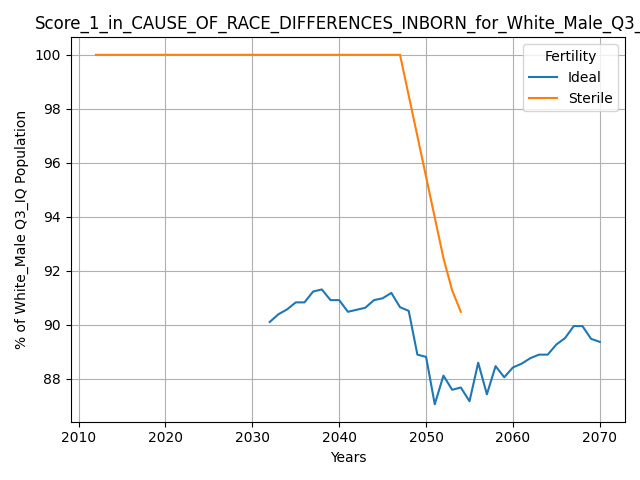 Score_1_in_CAUSE_OF_RACE_DIFFERENCES_INBORN_for_White_Male_Q3_
Fertility
Ideal
Sterile
% of White_Male Q3_IQ Population
100
98
96
94
92
90
88
2010 2020 2030 2040 2050 2060 2070
Years